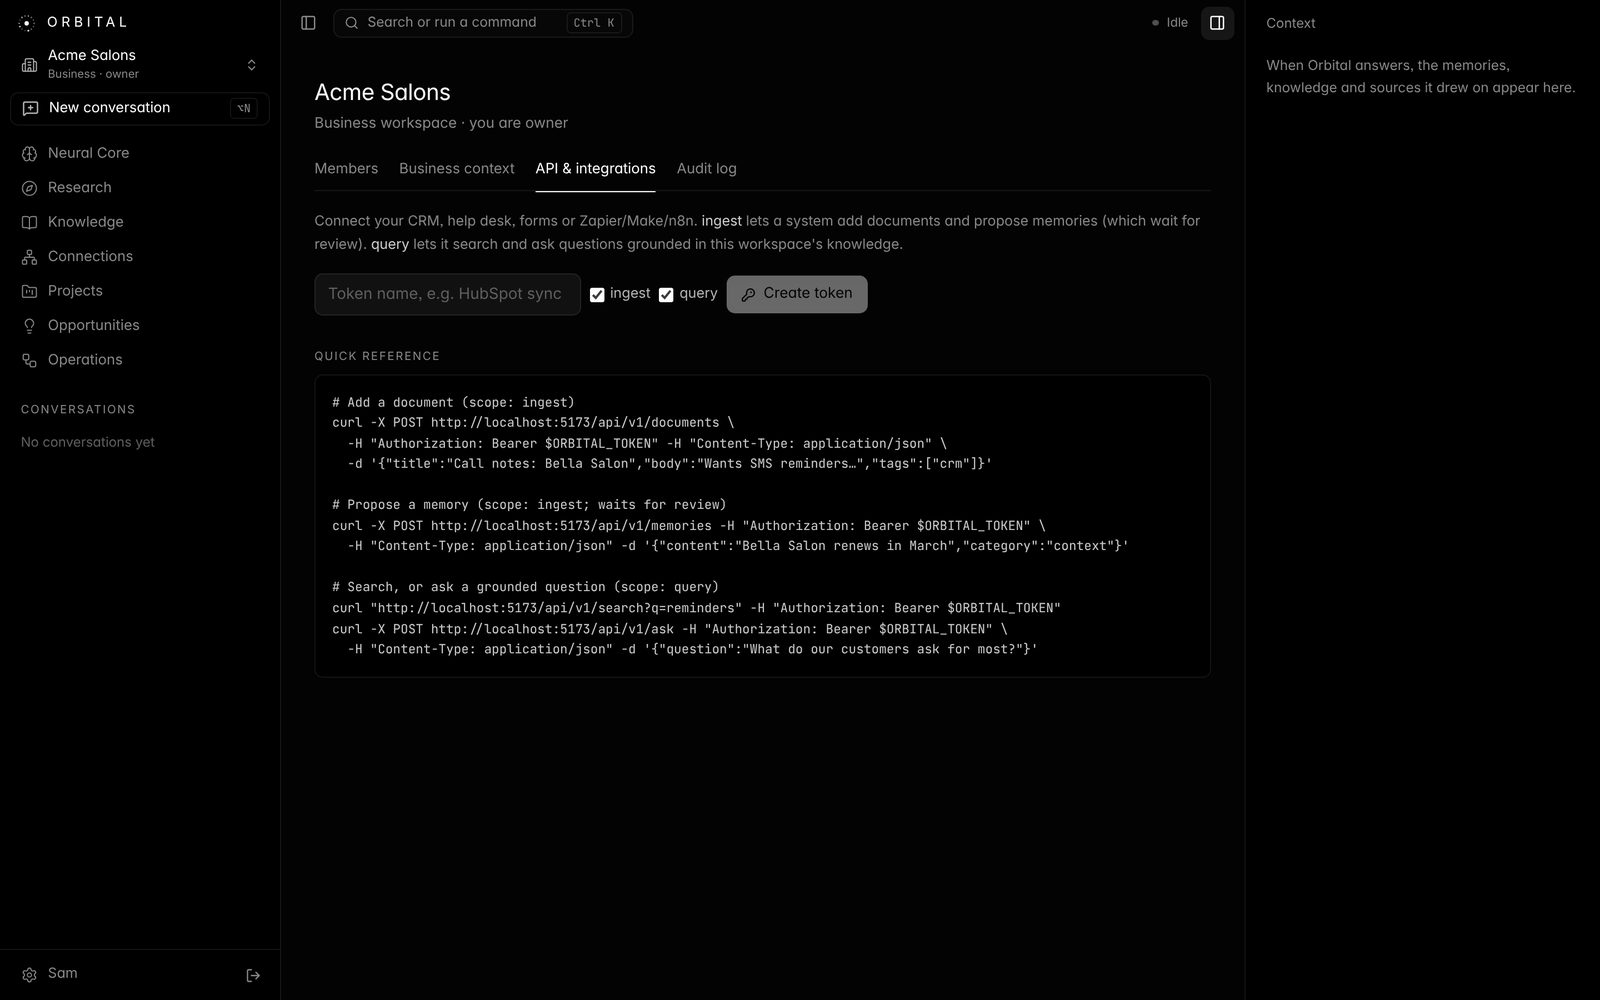 ORBITAL
Acme Salons
Business · owner
New conversation
⌥N
Neural Core
Research
Knowledge
Connections
Projects
Opportunities
Operations
CONVERSATIONS
No conversations yet
Sam
Search or run a command
Ctrl K
Idle
Acme Salons
Business workspace · you are owner
Members
Business context
API & integrations
Audit log
Connect your CRM, help desk, forms or Zapier/Make/n8n. ingest lets a system add documents and propose memories (which wait for
review). query lets it search and ask questions grounded in this workspace's knowledge.
Token name, e.g. HubSpot sync
ingest
query
Create token
QUICK REFERENCE
# Add a document (scope: ingest)
curl -X POST http://localhost:5173/api/v1/documents \
-H "Authorization: Bearer $ORBITAL_TOKEN" -H "Content-Type: application/json" \
-d '{"title":"Call notes: Bella Salon","body":"Wants SMS reminders…","tags":["crm"]}'
# Propose a memory (scope: ingest; waits for review)
curl -X POST http://localhost:5173/api/v1/memories -H "Authorization: Bearer $ORBITAL_TOKEN" \
-H "Content-Type: application/json" -d '{"content":"Bella Salon renews in March","category":"context"}'
# Search, or ask a grounded question (scope: query)
curl "http://localhost:5173/api/v1/search?q=reminders" -H "Authorization: Bearer $ORBITAL_TOKEN"
curl -X POST http://localhost:5173/api/v1/ask -H "Authorization: Bearer $ORBITAL_TOKEN" \
-H "Content-Type: application/json" -d '{"question":"What do our customers ask for most?"}'
Context
When Orbital answers, the memories,
knowledge and sources it drew on appear here.